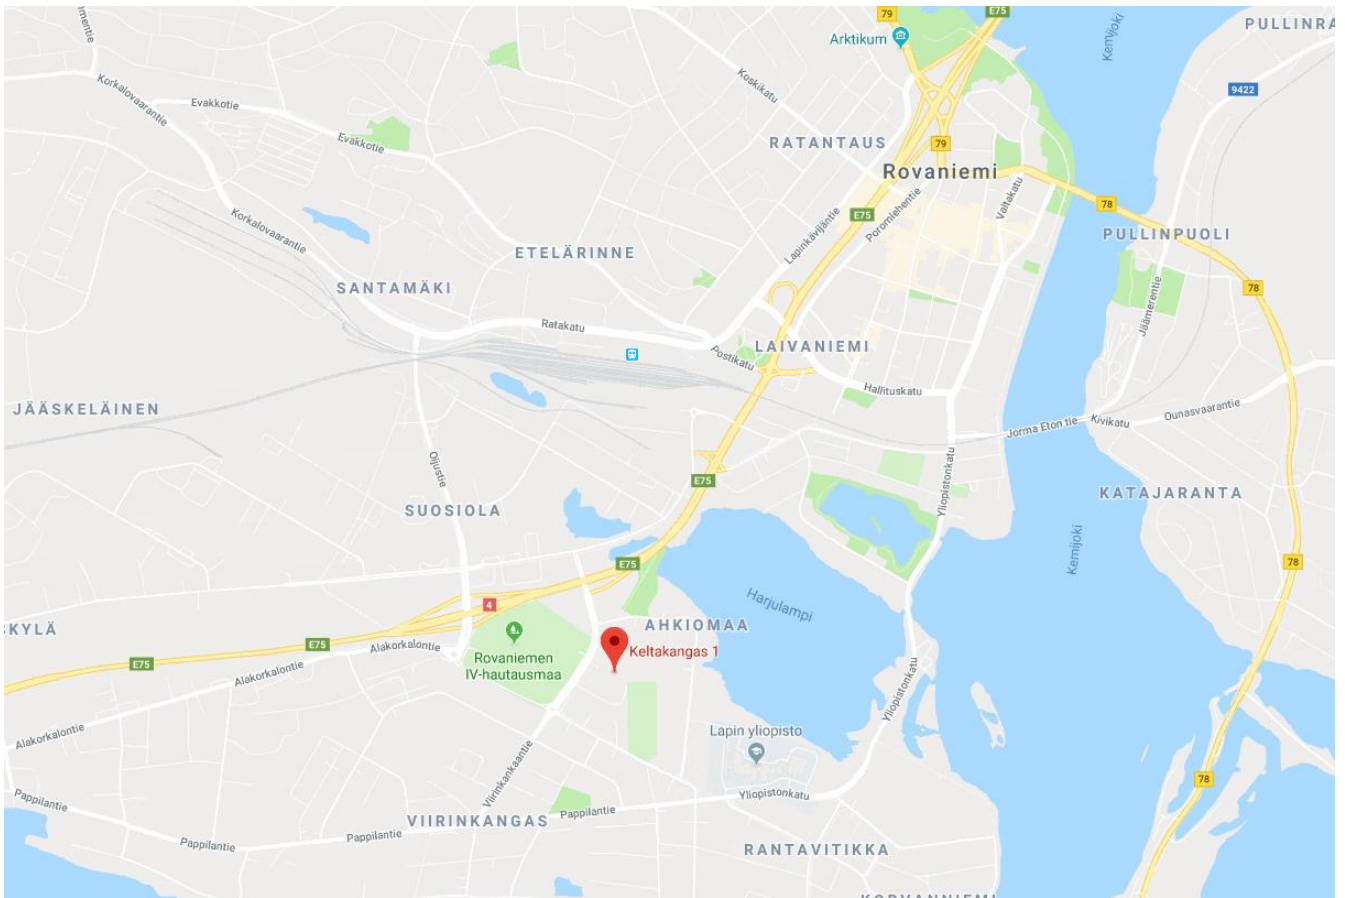 79
E75
Arktikum
Kemijoki
PULLINRA
mentie
Koskikatu
Korkalovaarantie
9422
Evakkotie
Evakkotie
RATANTAUS
79
Rovaniemi
Valtakatu
78
Korkalovaarantie
Lapinkävijäntie
E75
Poromiehentie
PULLINPUOLI
ETELÄRINNE
SANTAMÄKI
78
Jäämerentie
Ratakatu
LAIVANIEMI
Postikatu
Hallituskatu
JÄÄSKELÄINEN
Ounasvaarantie
Kivikatu
Jorma Eton tie
Oijustie
E75
Yliopistonkatu
KATAJARANTA
SUOSIOLA
Kemijoki
E75
78
4
Harjulampi
KYLÄ
AHKIOMAA
E75
Alakorkalontie
Keltakangas 1
Rovaniemen
IV-hautausmaa
E75
Alakorkalontie
Yliopistonkatu
Alakorkalontie
Lapin yliopisto
Viirinkankaantie
78
Pappilantie
Yliopistonkatu
Pappilantie
VIIRINKANGAS
Pappilantie
RANTAVITIKKA
KORVANNIEMI